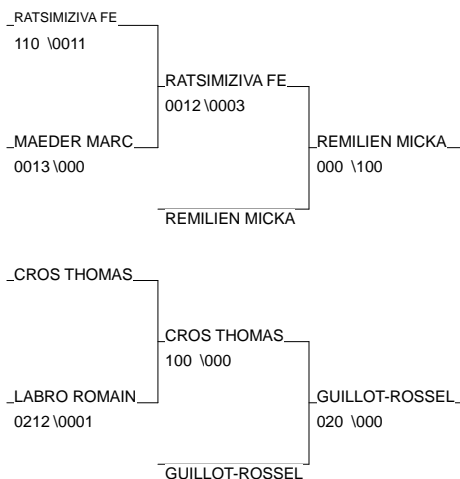 RATSIMIZIVA FE
110 \0011
RATSIMIZIVA FE
0012 \0003
MAEDER MARC
0013 \000
REMILIEN MICKA
000 \100
REMILIEN MICKA
CROS THOMAS
CROS THOMAS
100 \000
LABRO ROMAIN
0212 \0001
GUILLOT-ROSSEL
020 \000
GUILLOT-ROSSEL